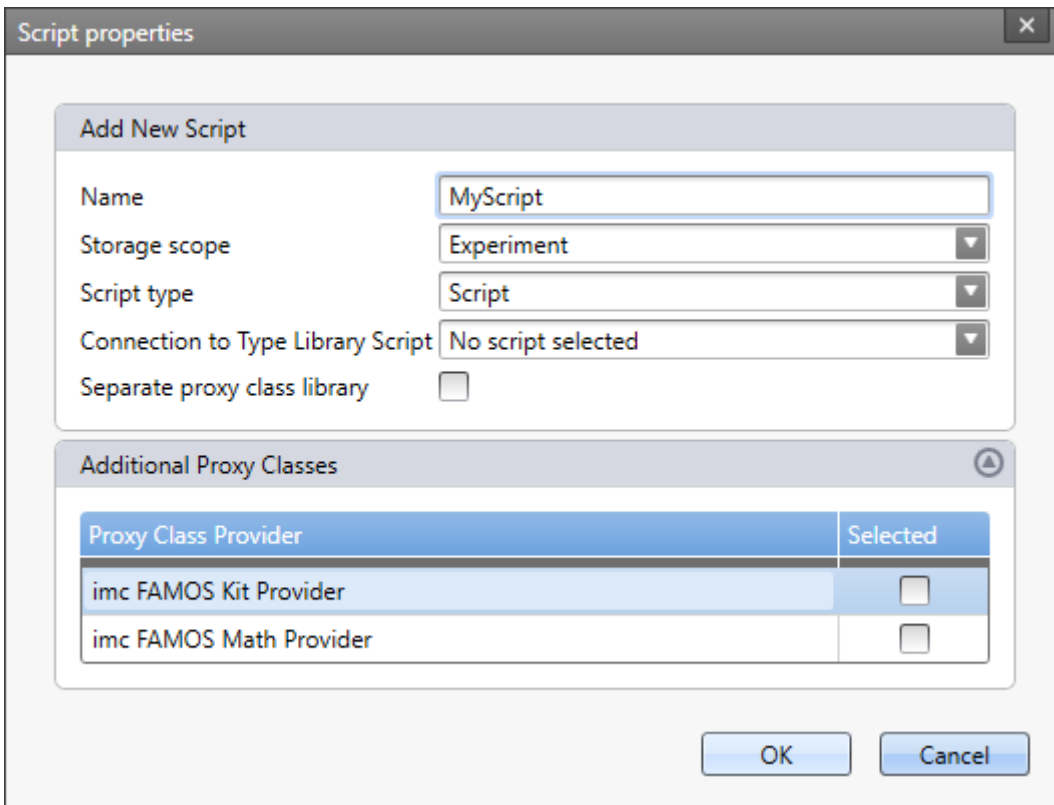 Script properties
Add New Script
Name MyScript
Storage scope Experiment
Script type Script
Connection to Type Library Script No script selected
Separate proxy class library
Additional Proxy Classes
Proxy Class Provider Selected
imc FAMOS Kit Provider
imc FAMOS Math Provider
OK Cancel